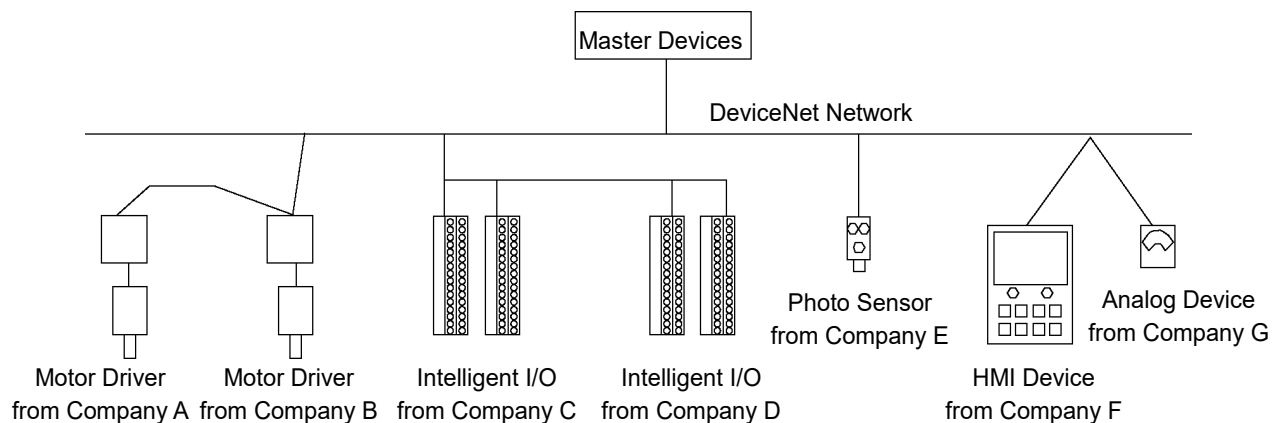 Master Devices
DeviceNet Network
Motor Driver
from Company A
Motor Driver
from Company B
Intelligent I/O
from Company C
Intelligent I/O
from Company D
Photo Sensor
from Company E
HMI Device
from Company F
Analog Device
from Company G